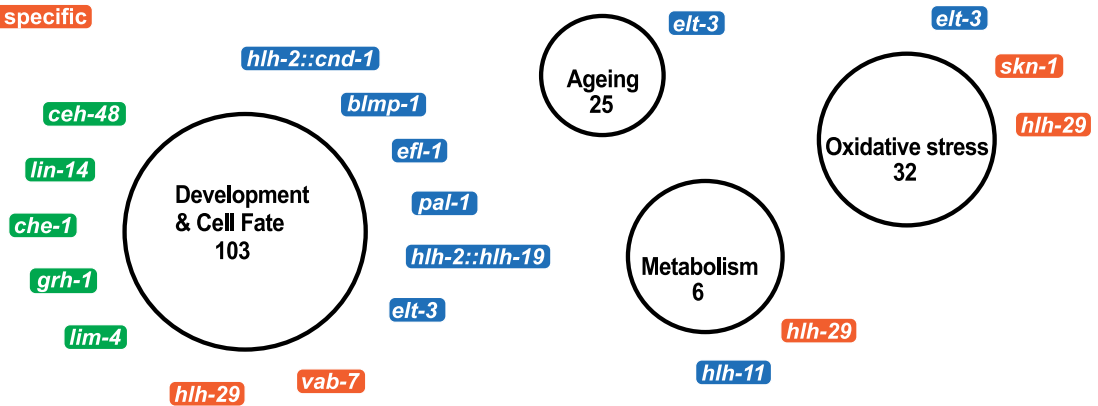 specific
hlh-2::cnd-1
blmp-1
ceh-48
efl-1
lin-14
pal-1
che-1
hlh-2::hlh-19
grh-1
elt-3
lim-4
hlh-29
vab-7
Development
& Cell Fate
103
elt-3
Ageing
25
elt-3
skn-1
hlh-29
Oxidative stress
32
Metabolism
6
hlh-29
hlh-11